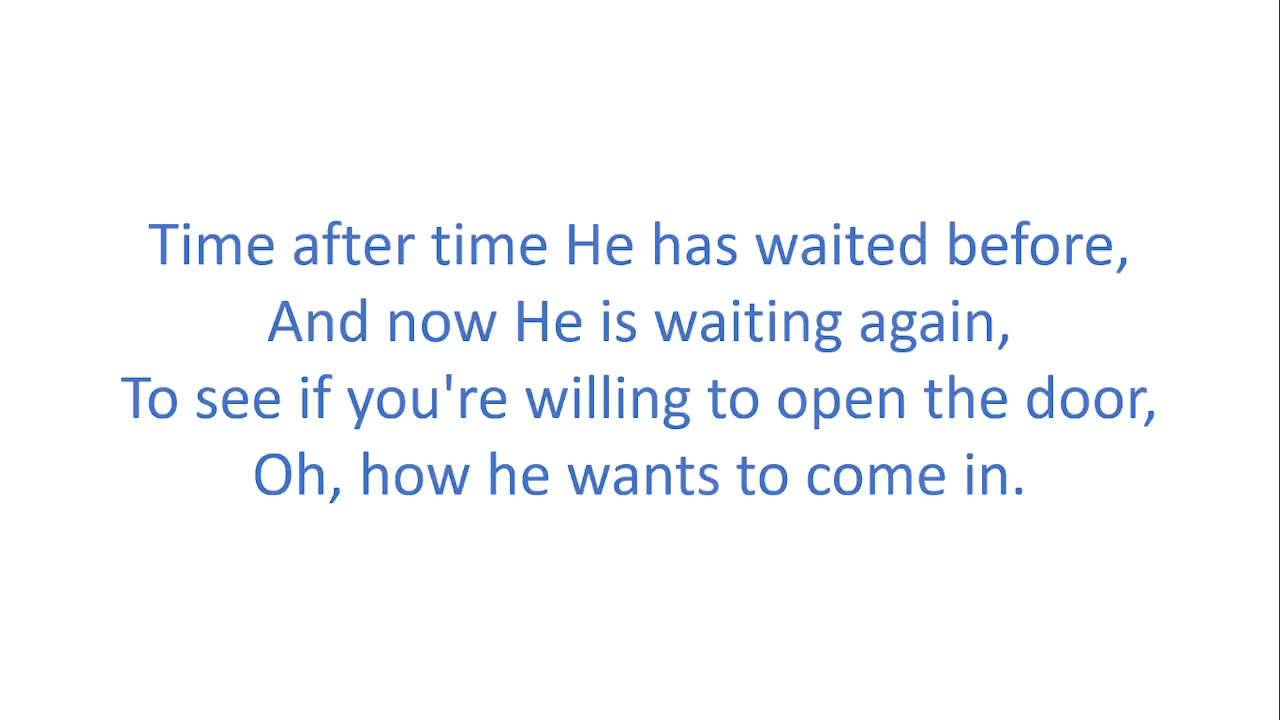 Time after time He has waited before,
And now He is waiting again,
To see if you're willing to open the door,
Oh, how he wants to come in.